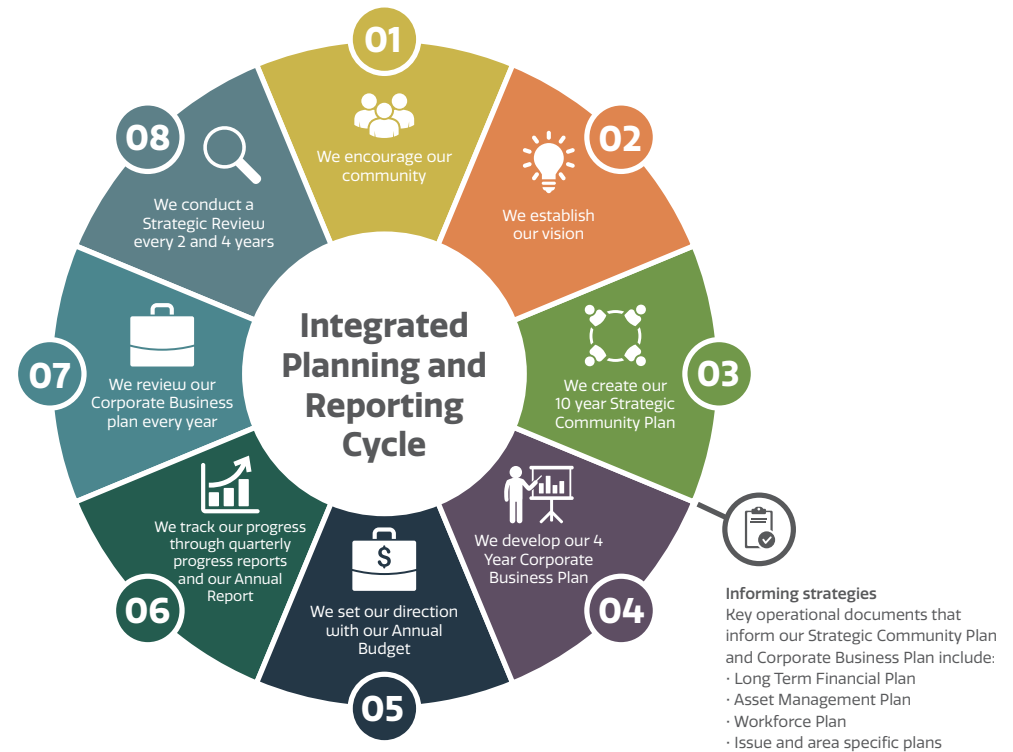 01
We encourage our
community
02
We establish
our vision
03
We create our
10 year Strategic
Community Plan
04
We develop our 4
Year Corporate
Business Plan
05
$
We set our direction
with our Annual
Budget
06
We track our progress
through quarterly
progress reports
and our Annual
Report
07
We review our
Corporate Business
plan every year
08
We conduct a
Strategic Review
every 2 and 4 years
Integrated
Planning and
Reporting
Cycle
Informing strategies
Key operational documents that
inform our Strategic Community Plan
and Corporate Business Plan include:
· Long Term Financial Plan
· Asset Management Plan
· Workforce Plan
· Issue and area specific plans